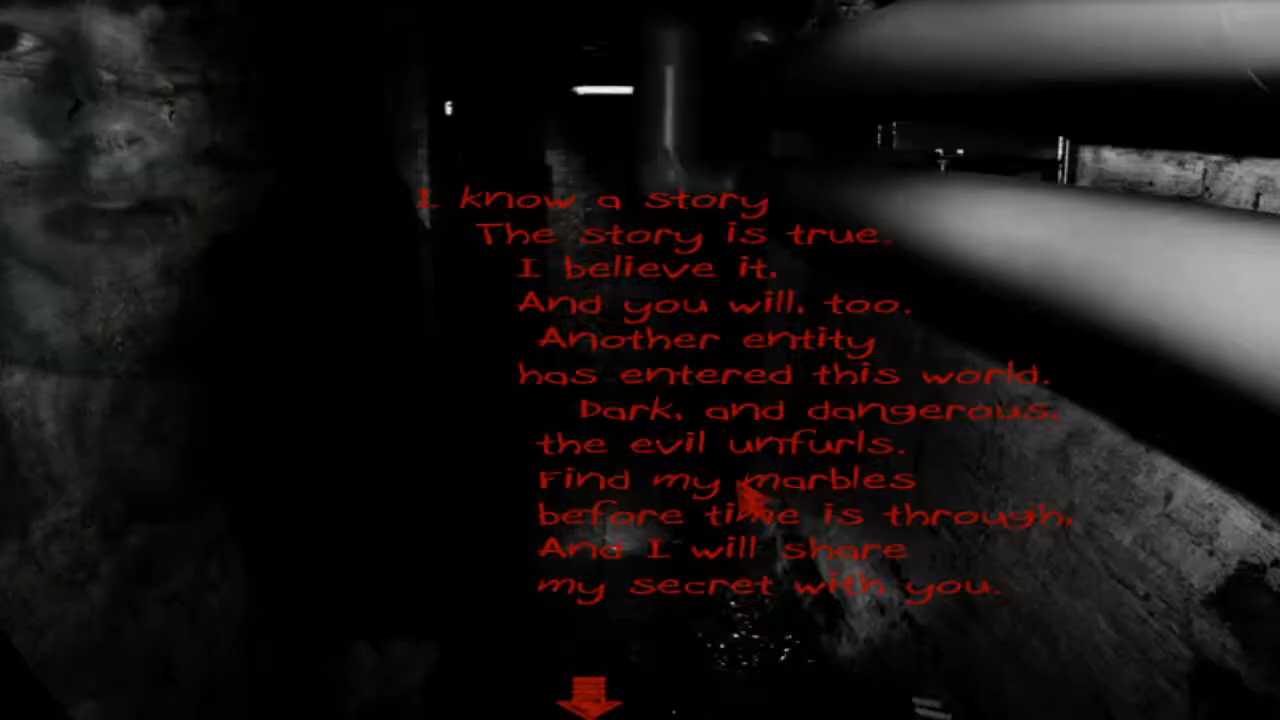 I know a story
The story is true.
I believe it.
And you will, too.
Another entity
has entered this world.
Dark, and dangerous,
the evil unfurls.
Find my marbles
before time is through,
And I will share
my secret with you.